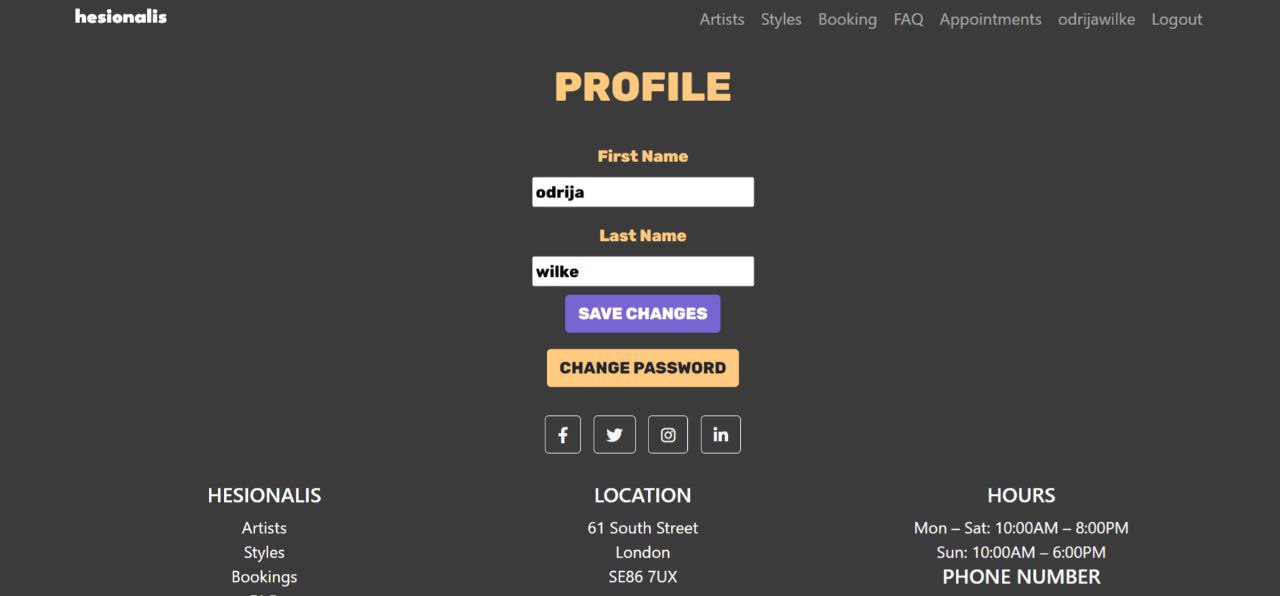 hesionalis
Artists Styles Booking FAQ Appointments odrijawilke Logout
PROFILE
First Name
odrija
Last Name
wilke
SAVE CHANGES
CHANGE PASSWORD
HESIONALIS
Artists
Styles
Bookings
LOCATION
61 South Street
London
SE86 7UX
HOURS
Mon – Sat: 10:00AM – 8:00PM
Sun: 10:00AM – 6:00PM
PHONE NUMBER